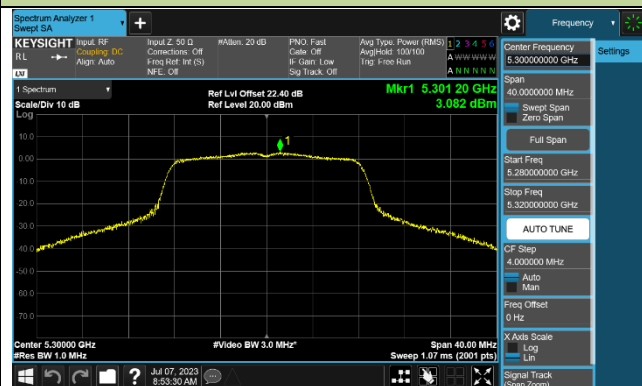 Spectrum Analyzer 1
Swept SA
Frequency
KEYSIGHT
RL
LXI
Input: RF
Coupling: DC
Align: Auto
Input Z: 50 Ω
Corrections: Off
Freq Ref: Int (S)
NFE: Off
#Atten: 20 dB
PNO: Fast
Gate: Off
IF Gain: Low
Sig Track: Off
Avg Type: Power (RMS)
Avg|Hold: 100/100
Trig: Free Run
1 2 3 4 5 6
A W W W W W
A N N N N N
1 Spectrum
Scale/Div 10 dB
Log
Ref Lvl Offset 22.40 dB
Ref Level 20.00 dBm
Mkr1 5.301 20 GHz
3.082 dBm
1
10.0
0.00
-10.0
-20.0
-30.0
-40.0
-50.0
-60.0
-70.0
Center 5.30000 GHz
#Res BW 1.0 MHz
#Video BW 3.0 MHz*
Span 40.00 MHz
Sweep 1.07 ms (2001 pts)
Center Frequency
5.300000000 GHz
Settings
Span
40.0000000 MHz
Swept Span
Zero Span
Full Span
Start Freq
5.280000000 GHz
Stop Freq
5.320000000 GHz
AUTO TUNE
CF Step
4.000000 MHz
Auto
Man
Freq Offset
0 Hz
X Axis Scale
Log
Lin
Signal Track
(Span Zoom)
Jul 07, 2023
8:53:30 AM